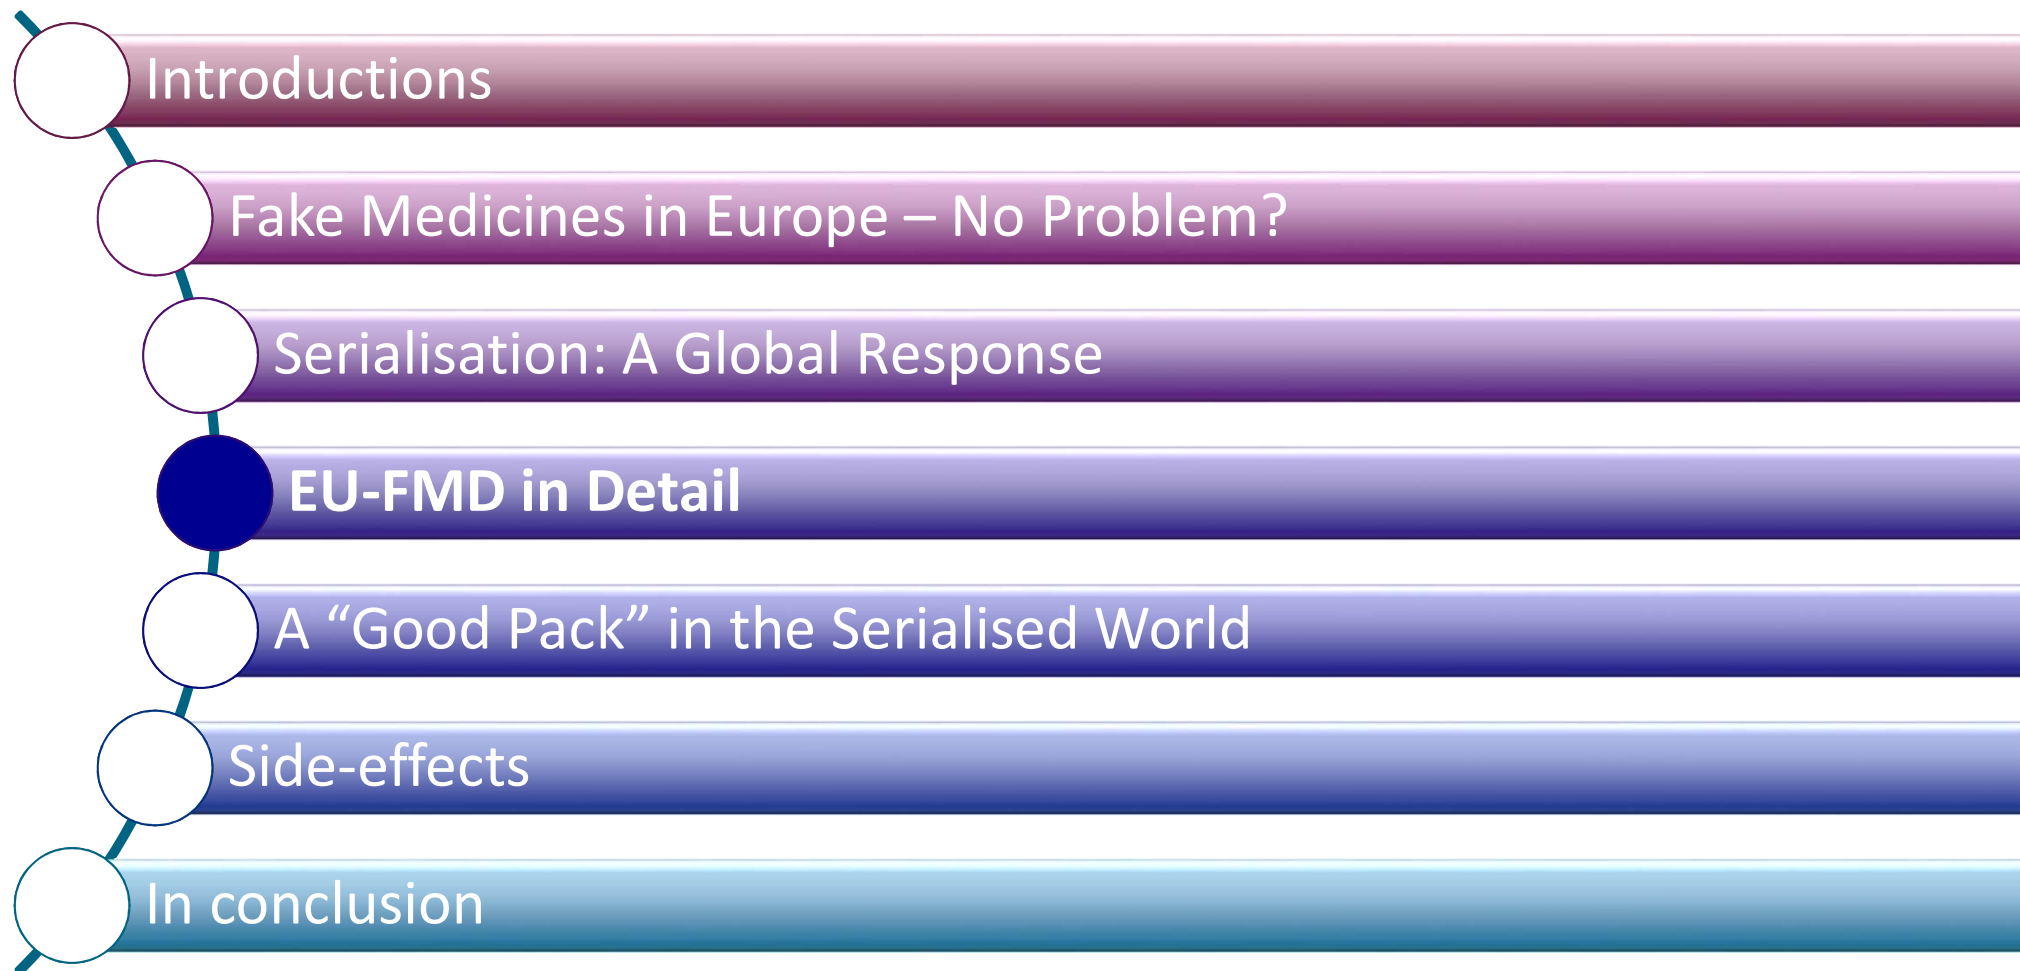 Introductions
Fake Medicines in Europe – No Problem?
Serialisation: A Global Response
EU-FMD in Detail
A “Good Pack” in the Serialised World
Side-effects
In conclusion